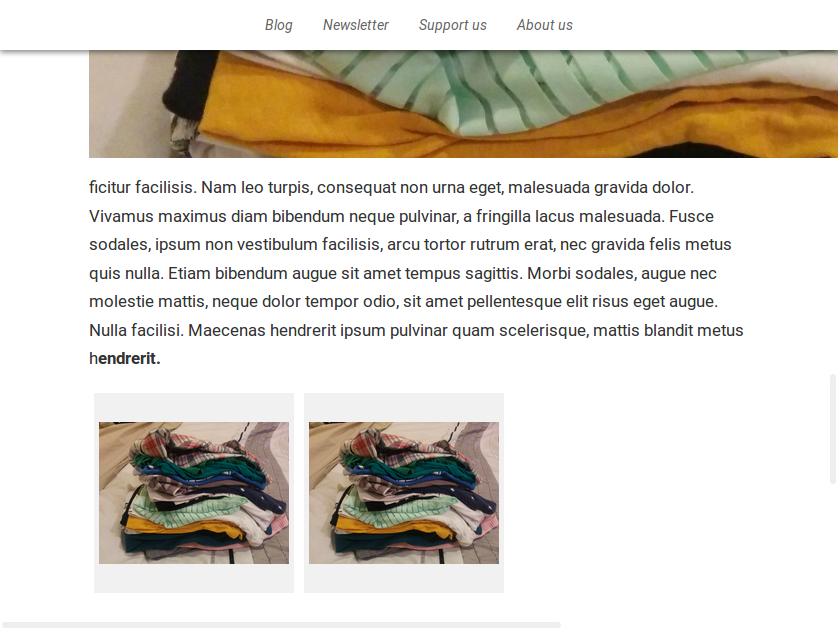 Blog Newsletter Support us About us
ficitur facilisis. Nam leo turpis, consequat non urna eget, malesuada gravida dolor.
Vivamus maximus diam bibendum neque pulvinar, a fringilla lacus malesuada. Fusce
sodales, ipsum non vestibulum facilisis, arcu tortor rutrum erat, nec gravida felis metus
quis nulla. Etiam bibendum augue sit amet tempus sagittis. Morbi sodales, augue nec
molestie mattis, neque dolor tempor odio, sit amet pellentesque elit risus eget augue.
Nulla facilisi. Maecenas hendrerit ipsum pulvinar quam scelerisque, mattis blandit metus
hendrerit.